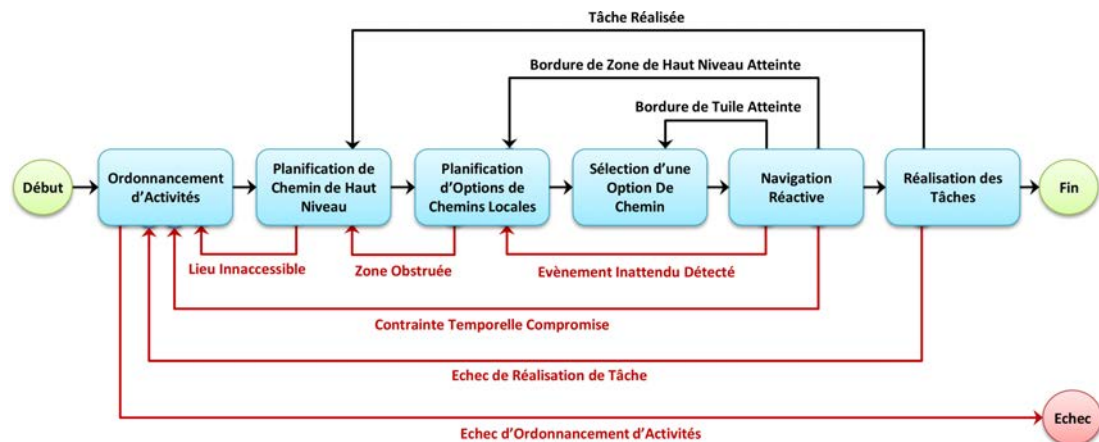 Tâche Réalisée
Bordure de Zone de Haut Niveau Atteinte
Bordure de Tuile Atteinte
Début
Ordonnancement
d'Activités
Planification de
Chemin de Haut
Niveau
Planification
d'Options de
Chemins Locales
Sélection d'une
Option De
Chemin
Navigation
Réactive
Réalisation des
Tâches
Fin
Lieu Innaccessible
Zone Obstruée
Evènement Inattendu Détecté
Contrainte Temporelle Compromise
Echec de Réalisation de Tâche
Echec
Echec d'Ordonnancement d'Activités